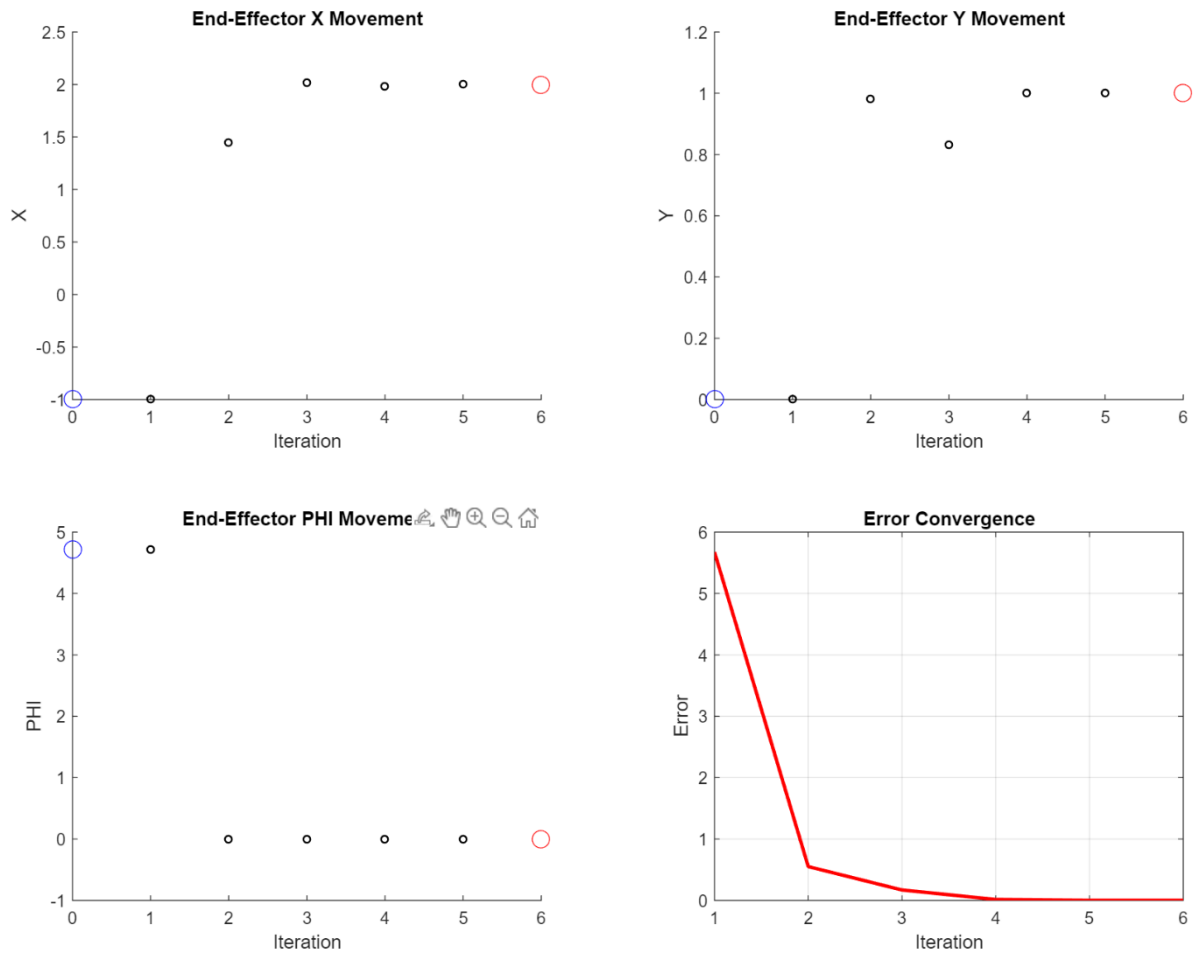 End-Effector X Movement
2.5
2
1.5
1
0.5
0
-0.5
-1
X
0 1 2 3 4 5 6
Iteration
End-Effector Y Movement
1.2
1
0.8
0.6
0.4
0.2
0
Y
0 1 2 3 4 5 6
Iteration
End-Effector PHI Moveme
5
4
3
2
1
0
-1
PHI
0 1 2 3 4 5 6
Iteration
Error Convergence
6
5
4
3
2
1
0
Error
1 2 3 4 5 6
Iteration